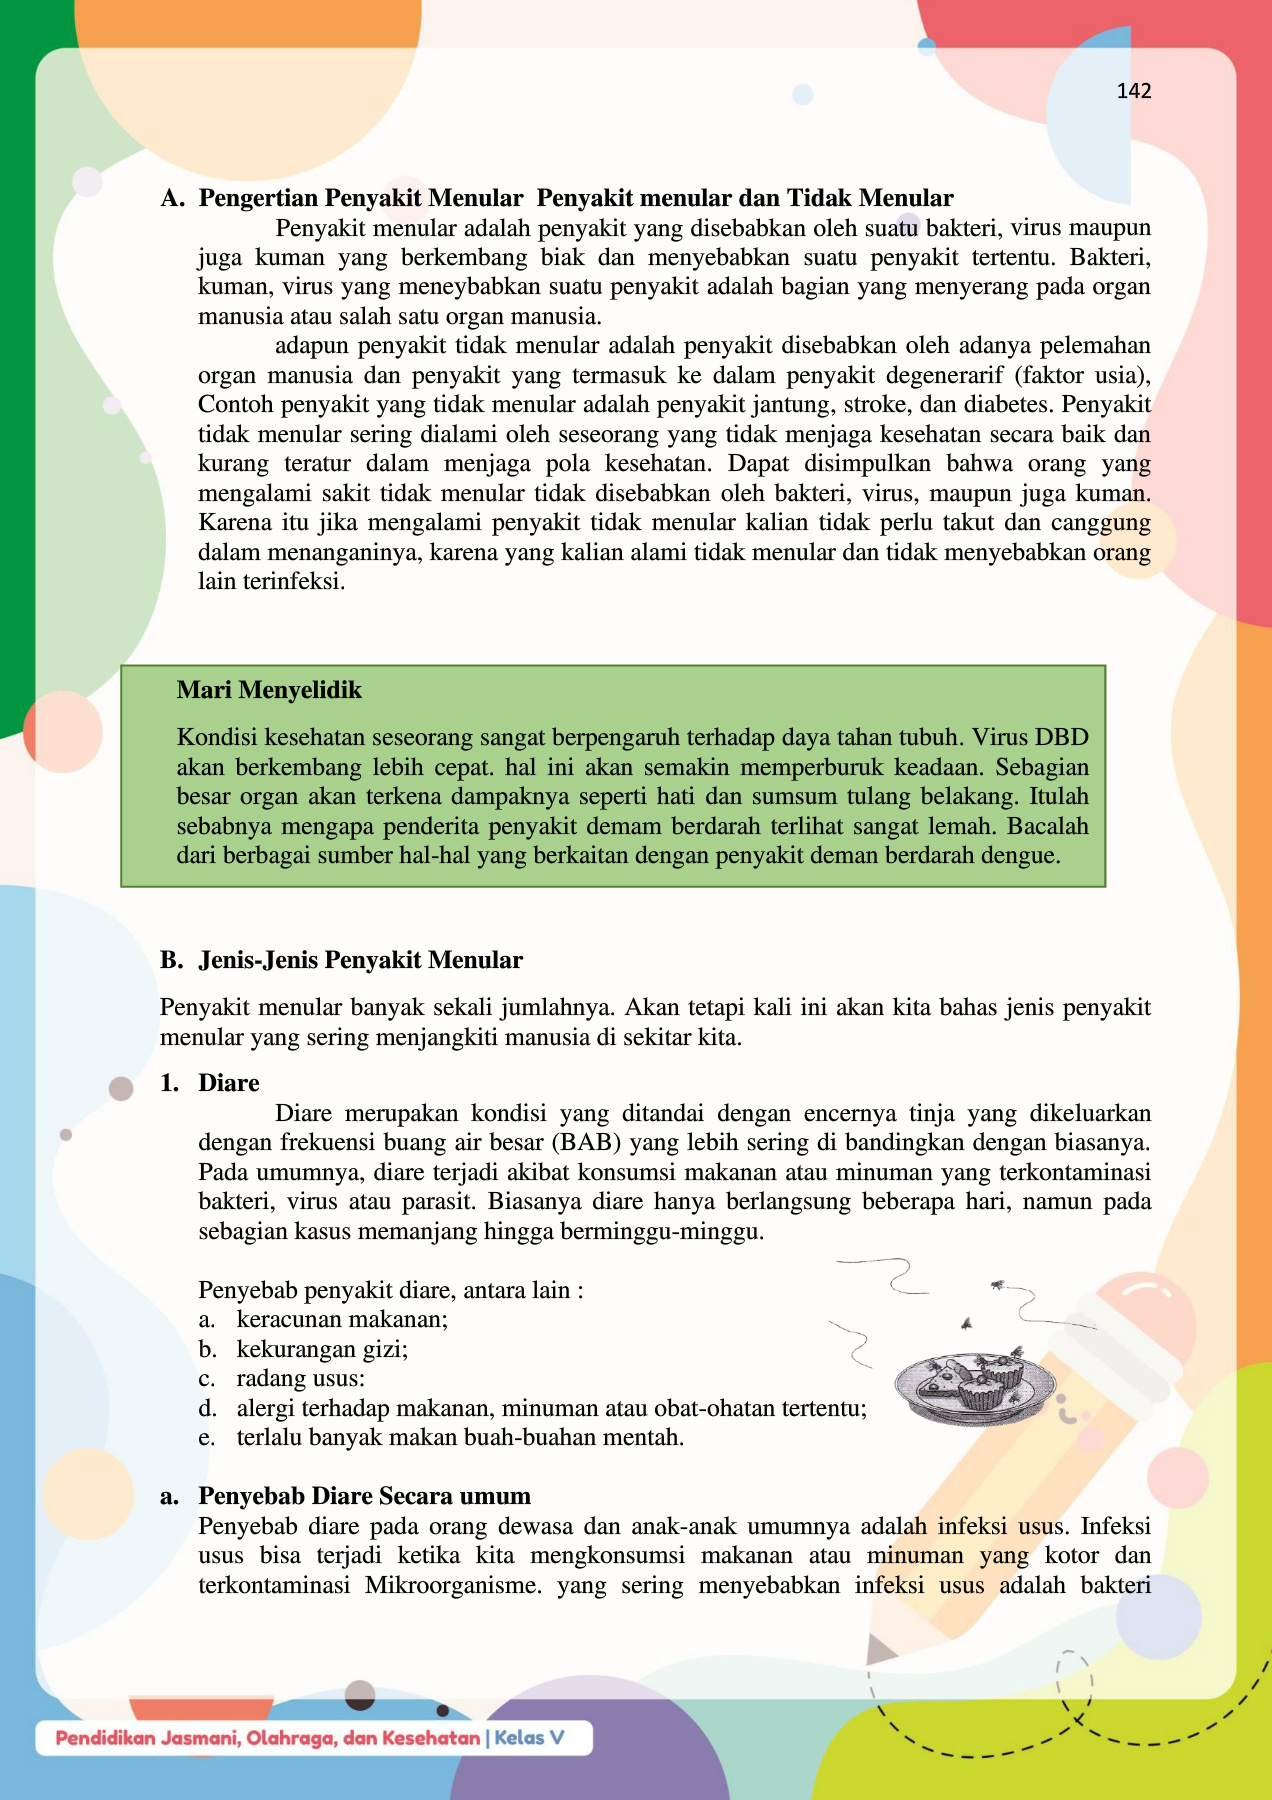 142
A. Pengertian Penyakit Menular Penyakit menular dan Tidak Menular
Penyakit menular adalah penyakit yang disebabkan oleh suatu bakteri, virus maupun
juga kuman yang berkembang biak dan menyebabkan suatu penyakit tertentu. Bakteri,
kuman, virus yang meneybabkan suatu penyakit adalah bagian yang menyerang pada organ
manusia atau salah satu organ manusia.
adapun penyakit tidak menular adalah penyakit disebabkan oleh adanya pelemahan
organ manusia dan penyakit yang termasuk ke dalam penyakit degenerarif (faktor usia),
Contoh penyakit yang tidak menular adalah penyakit jantung, stroke, dan diabetes. Penyakit
tidak menular sering dialami oleh seseorang yang tidak menjaga kesehatan secara baik dan
kurang teratur dalam menjaga pola kesehatan. Dapat disimpulkan bahwa orang yang
mengalami sakit tidak menular tidak disebabkan oleh bakteri, virus, maupun juga kuman.
Karena itu jika mengalami penyakit tidak menular kalian tidak perlu takut dan canggung
dalam menanganinya, karena yang kalian alami tidak menular dan tidak menyebabkan orang
lain terinfeksi.
Mari Menyelidik
Kondisi kesehatan seseorang sangat berpengaruh terhadap daya tahan tubuh. Virus DBD
akan berkembang lebih cepat. hal ini akan semakin memperburuk keadaan. Sebagian
besar organ akan terkena dampaknya seperti hati dan sumsum tulang belakang. Itulah
sebabnya mengapa penderita penyakit demam berdarah terlihat sangat lemah. Bacalah
dari berbagai sumber hal-hal yang berkaitan dengan penyakit deman berdarah dengue.
B. Jenis-Jenis Penyakit Menular
Penyakit menular banyak sekali jumlahnya. Akan tetapi kali ini akan kita bahas jenis penyakit
menular yang sering menjangkiti manusia di sekitar kita.
1. Diare
Diare merupakan kondisi yang ditandai dengan encernya tinja yang dikeluarkan
dengan frekuensi buang air besar (BAB) yang lebih sering di bandingkan dengan biasanya.
Pada umumnya, diare terjadi akibat konsumsi makanan atau minuman yang terkontaminasi
bakteri, virus atau parasit. Biasanya diare hanya berlangsung beberapa hari, namun pada
sebagian kasus memanjang hingga berminggu-minggu.
Penyebab penyakit diare, antara lain :
a. keracunan makanan;
b. kekurangan gizi;
c. radang usus:
d. alergi terhadap makanan, minuman atau obat-ohatan tertentu;
e. terlalu banyak makan buah-buahan mentah.
a. Penyebab Diare Secara umum
Penyebab diare pada orang dewasa dan anak-anak umumnya adalah infeksi usus. Infeksi
usus bisa terjadi ketika kita mengkonsumsi makanan atau minuman yang kotor dan
terkontaminasi Mikroorganisme. yang sering menyebabkan infeksi usus adalah bakteri
Pendidikan Jasmani, Olahraga, dan Kesehatan | Kelas V